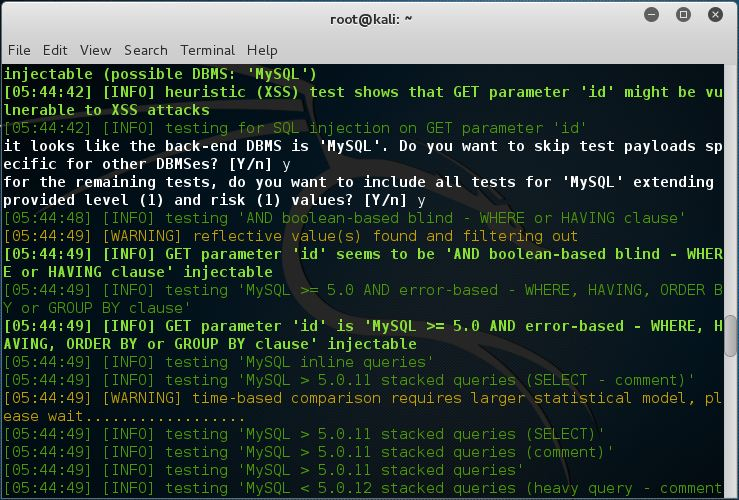 root@kali: ~
File Edit View Search Terminal Help
injectable (possible DBMS: 'MySQL')
[05:44:42] [INFO] heuristic (XSS) test shows that GET parameter 'id' might be vu
lnerable to XSS attacks
[05:44:42] [INFO] testing for SQL injection on GET parameter 'id'
it looks like the back-end DBMS is 'MySQL'. Do you want to skip test payloads sp
ecific for other DBMSes? [Y/n] y
for the remaining tests, do you want to include all tests for 'MySQL' extending
provided level (1) and risk (1) values? [Y/n] y
[05:44:48] [INFO] testing 'AND boolean-based blind - WHERE or HAVING clause'
[05:44:49] [WARNING] reflective value(s) found and filtering out
[05:44:49] [INFO] GET parameter 'id' seems to be 'AND boolean-based blind - WHER
E or HAVING clause' injectable
[05:44:49] [INFO] testing 'MySQL >= 5.0 AND error-based - WHERE, HAVING, ORDER B
Y or GROUP BY clause'
[05:44:49] [INFO] GET parameter 'id' is 'MySQL >= 5.0 AND error-based - WHERE, H
AVING, ORDER BY or GROUP BY clause' injectable
[05:44:49] [INFO] testing 'MySQL inline queries'
[05:44:49] [INFO] testing 'MySQL > 5.0.11 stacked queries (SELECT - comment)'
[05:44:49] [WARNING] time-based comparison requires larger statistical model, pl
ease wait..................
[05:44:49] [INFO] testing 'MySQL > 5.0.11 stacked queries (SELECT)'
[05:44:49] [INFO] testing 'MySQL > 5.0.11 stacked queries (comment)'
[05:44:49] [INFO] testing 'MySQL > 5.0.11 stacked queries'
[05:44:49] [INFO] testing 'MySQL < 5.0.12 stacked queries (heavy query - comment